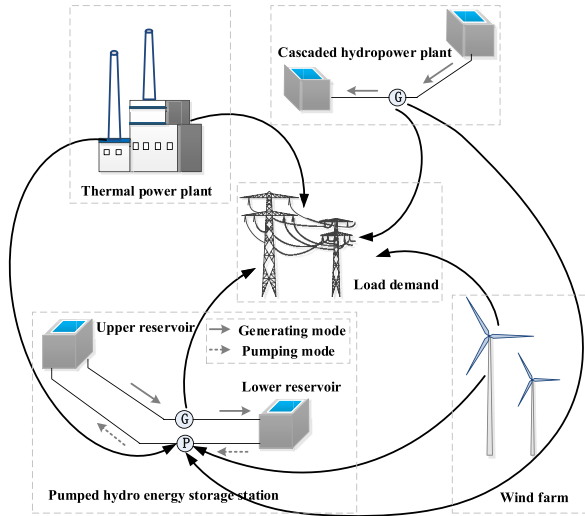 Cascaded hydropower plant
G
Thermal power plant
Load demand
Upper reservoir
Generating mode
Pumping mode
Lower reservoir
G
P
Pumped hydro energy storage station
Wind farm